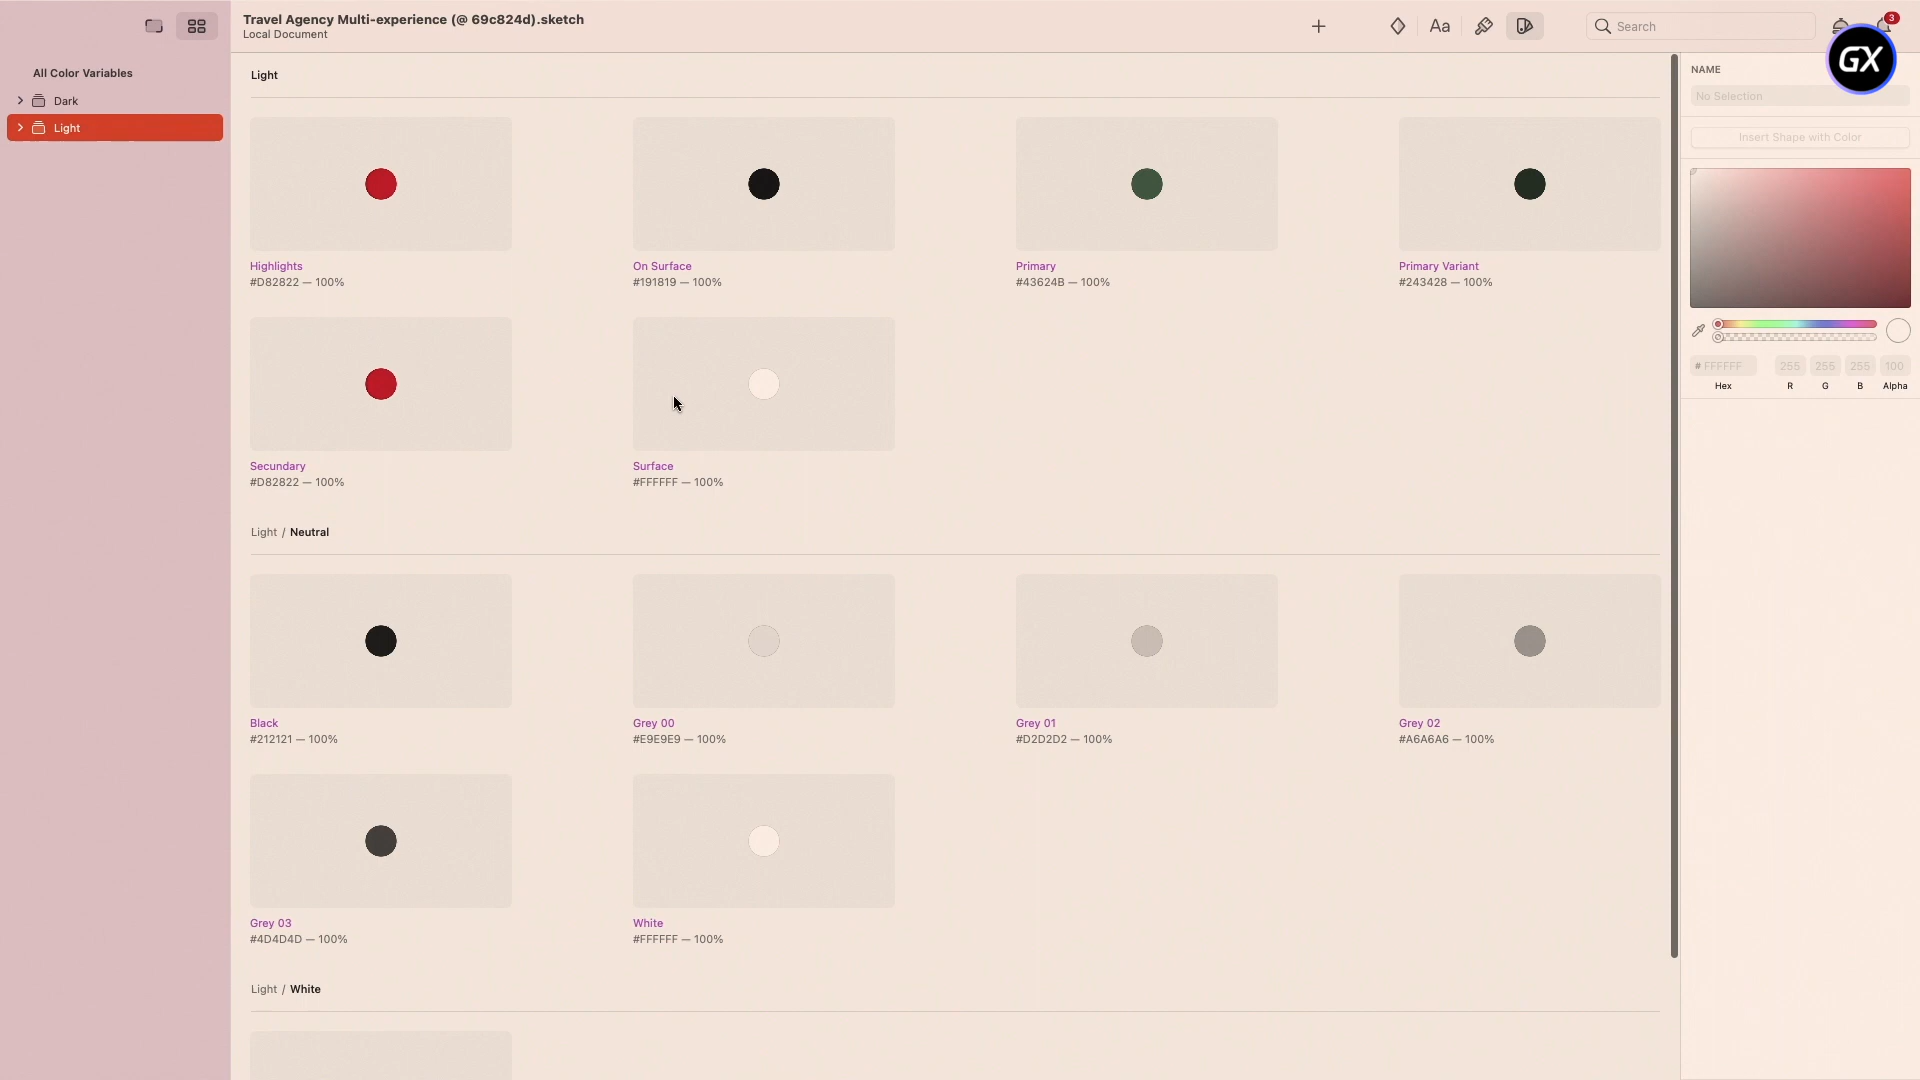 Travel Agency Multi-experience (@ 69c824d).sketch
Local Document
Aa
Search
3
GX
All Color Variables
Dark
Light
Light
Highlights
#D82822 — 100%
On Surface
#191819 — 100%
Primary
#43624B — 100%
Primary Variant
#243428 — 100%
Secundary
#D82822 — 100%
Surface
#FFFFFF — 100%
Light / Neutral
Black
#212121 — 100%
Grey 00
#E9E9E9 — 100%
Grey 01
#D2D2D2 — 100%
Grey 02
#A6A6A6 — 100%
Grey 03
#4D4D4D — 100%
White
#FFFFFF — 100%
Light / White
NAME
No Selection
Insert Shape with Color
# FFFFFF 255 255 255 100
Hex R G B Alpha